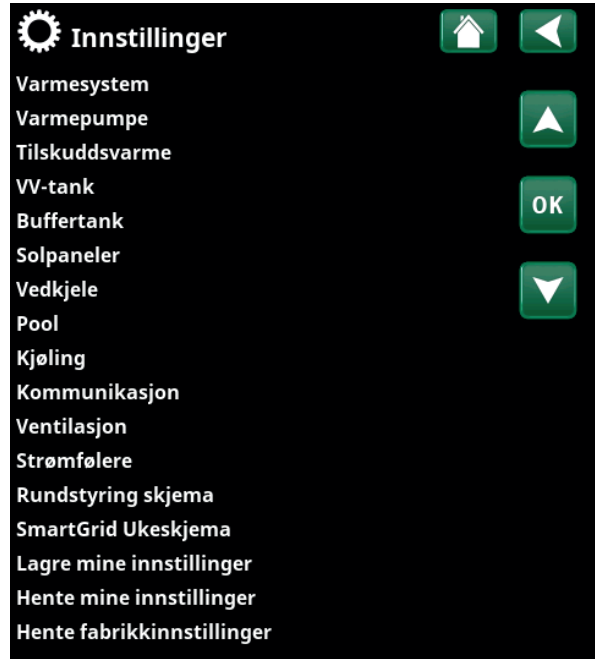 Innstillinger
Varmesystem
Varmepumpe
Tilskuddsvarme
VV-tank
OK
Buffertank
Solpaneler
Vedkjele
Pool
Kjøling
Kommunikasjon
Ventilasjon
Strømfølere
Rundstyring skjema
SmartGrid Ukeskjema
Lagre mine innstillinger
Hente mine innstillinger
Hente fabrikkinnstillinger